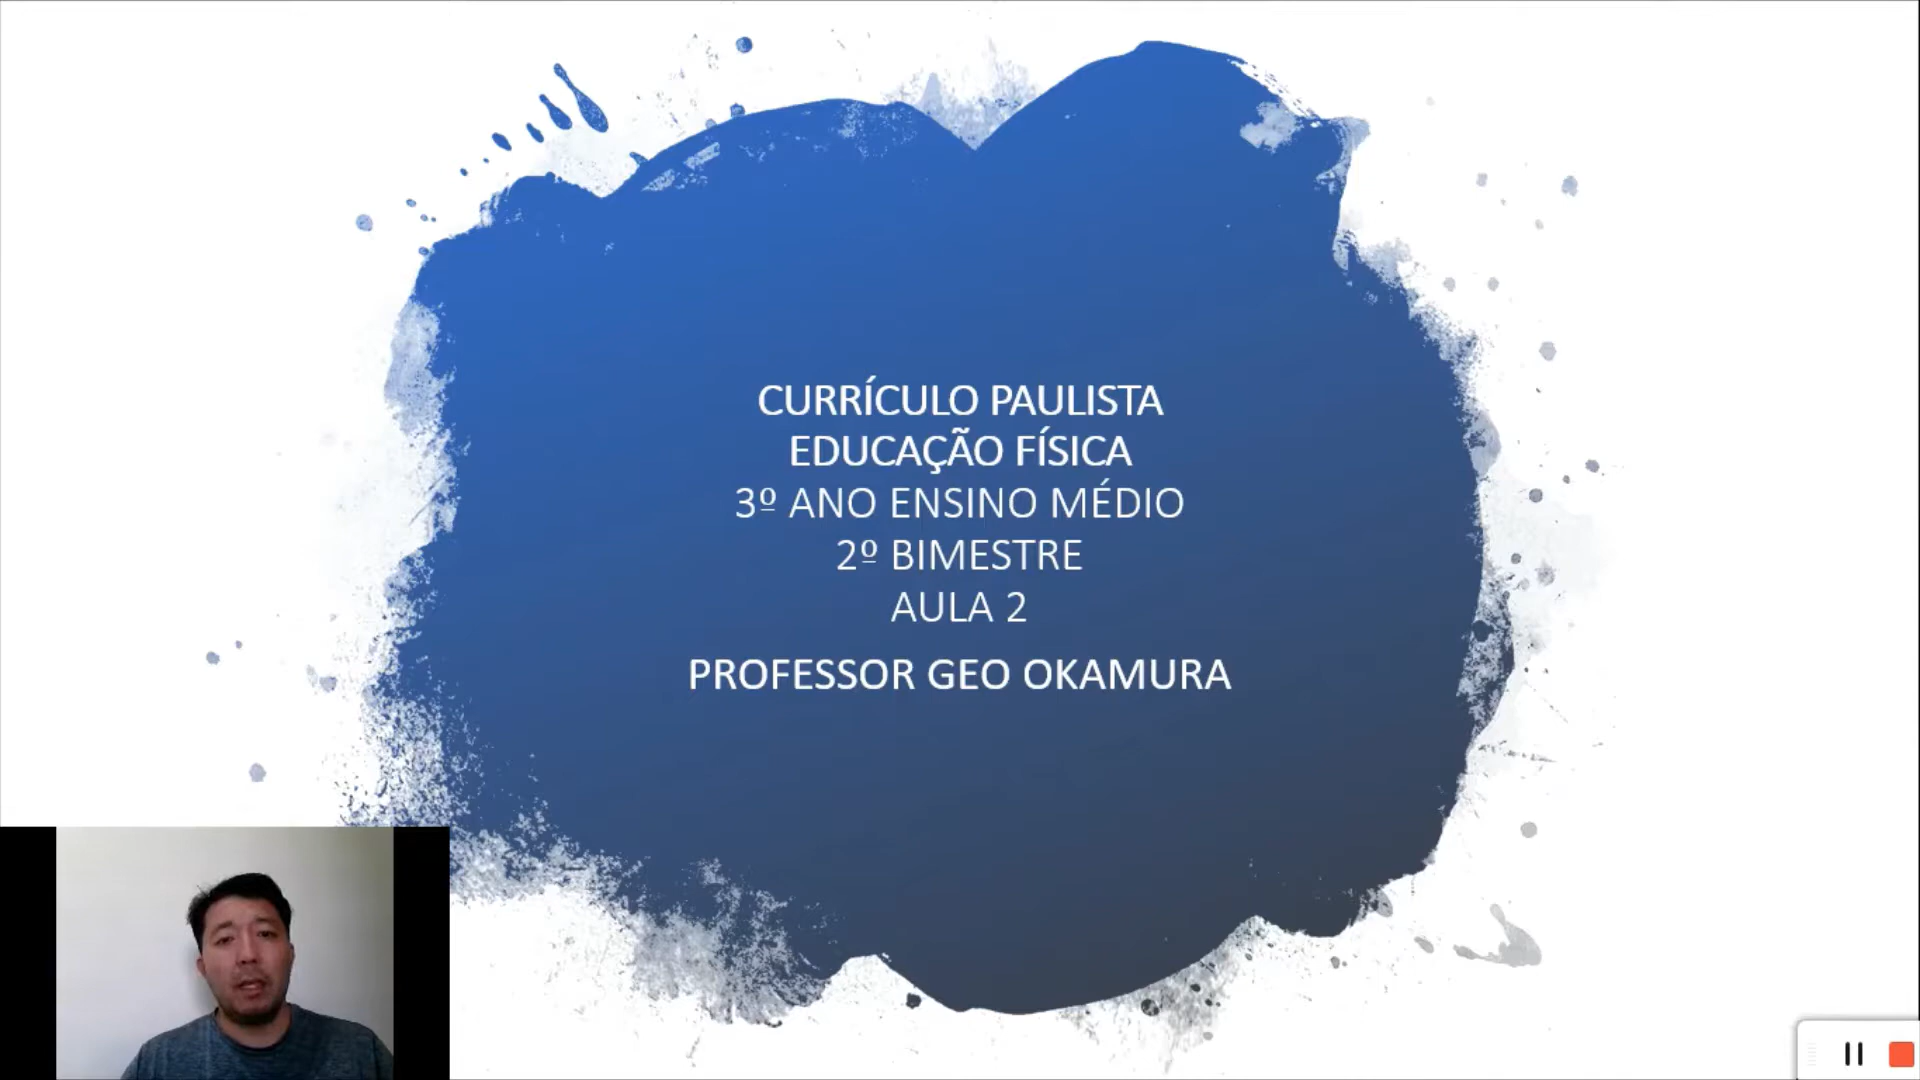 CURRÍCULO PAULISTA
EDUCAÇÃO FÍSICA
3º ANO ENSINO MÉDIO
2º BIMESTRE
AULA 2
PROFESSOR GEO OKAMURA